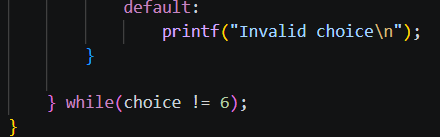 default:
printf("Invalid choice\n");
}
} while(choice != 6);
}